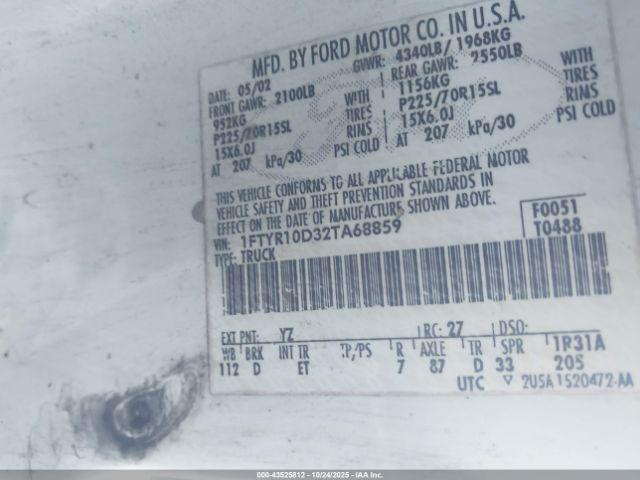 MFD. BY FORD MOTOR CO. IN U.S.A.
DATE: 05/02 GVWR: 4340LB / 1968KG
FRONT GAWR: 2100LB REAR GAWR: 2550LB
952KG WITH 1156KG WITH
P225/70R15SL TIRES P225/70R15SL TIRES
15X6.0J RIMS 15X6.0J RIMS
AT 207 kPa/30 PSI COLD AT 207 kPa/30 PSI COLD
THIS VEHICLE CONFORMS TO ALL APPLICABLE FEDERAL MOTOR
VEHICLE SAFETY AND THEFT PREVENTION STANDARDS IN
EFFECT ON THE DATE OF MANUFACTURE SHOWN ABOVE.
VIN: 1FTYR10D32TA68859 F0051
TYPE: TRUCK T0488
EXT PNT: YZ RC: 27 DSO:
WB BRK INT TR TP/PS R AXLE TR SPR 1R31A
112 D ET 7 87 D 33 205
UTC 2U5A 1520472-AA
000-43525812 - 10/24/2025 - IAAI, Inc.